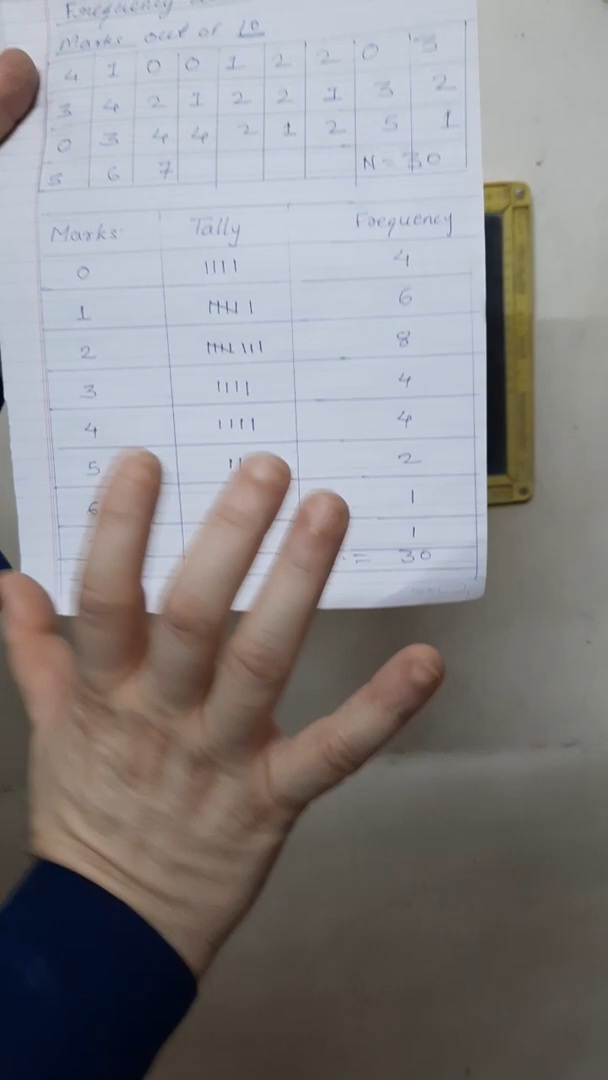 Frequency
Marks out of 10
4 1 0 0 1 2 2 0 3
3 4 2 1 2 2 1 3 2
0 3 4 4 2 1 2 5 1
5 6 7 N = 30
Marks Tally Frequency
0 |||| 4
1 |||| | 6
2 |||| ||| 8
3 |||| 4
4 |||| 4
5 || 2
6 1
1
= 30